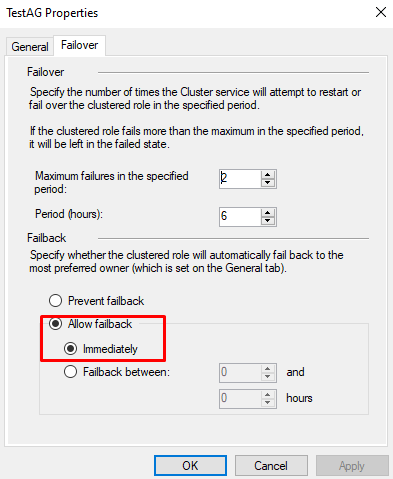 TestAG Properties
General
Failover
Failover
Specify the number of times the Cluster service will attempt to restart or
fail over the clustered role in the specified period.
If the clustered role fails more than the maximum in the specified period,
it will be left in the failed state.
Maximum failures in the specified
period:
2
Period (hours):
6
Failback
Specify whether the clustered role will automatically fail back to the
most preferred owner (which is set on the General tab).
Prevent failback
Allow failback
Immediately
Failback between:
0
and
0
hours
OK
Cancel
Apply